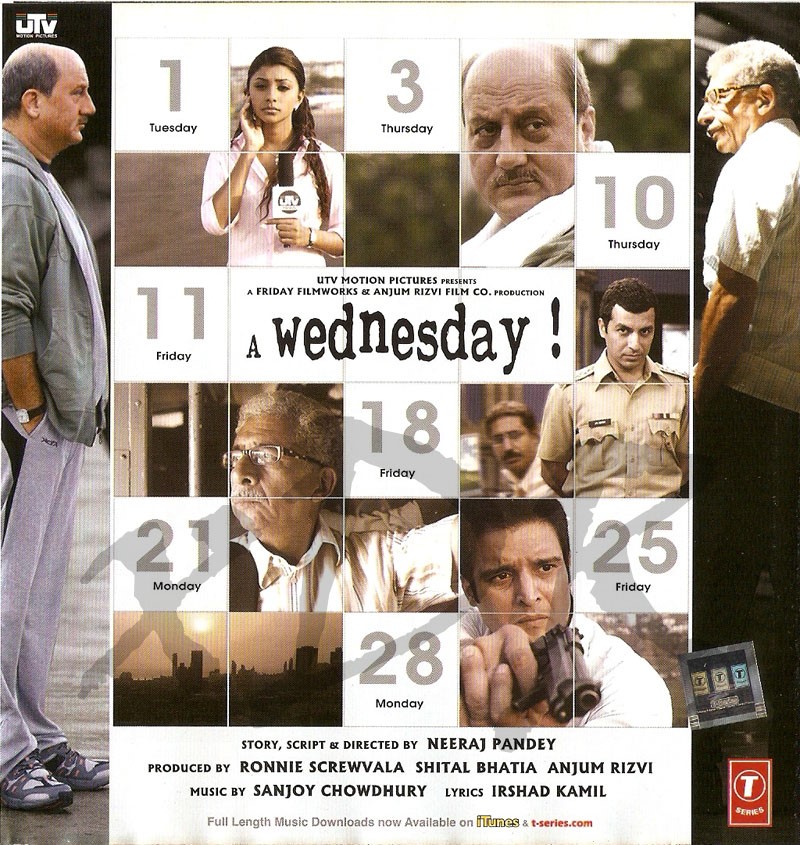 UTV
MOTION PICTURES
1
Tuesday
3
Thursday
UTV
10
Thursday
UTV MOTION PICTURES PRESENTS
A FRIDAY FILMWORKS & ANJUM RIZVI FILM CO. PRODUCTION
11
Friday
A wednesday !
18
Friday
21
Monday
25
Friday
28
Monday
STORY, SCRIPT & DIRECTED BY NEERAJ PANDEY
PRODUCED BY RONNIE SCREWVALA SHITAL BHATIA ANJUM RIZVI
MUSIC BY SANJOY CHOWDHURY LYRICS IRSHAD KAMIL
T
SERIES
Full Length Music Downloads now Available on iTunes & t-series.com